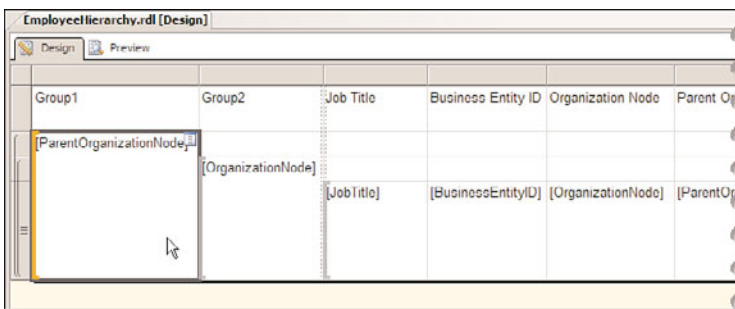 EmployeeHierarchy.rdl [Design]
Design Preview
Group1 Group2 Job Title Business Entity ID Organization Node Parent
[ParentOrganizationNode]
[OrganizationNode]
[JobTitle] [BusinessEntityID] [OrganizationNode]